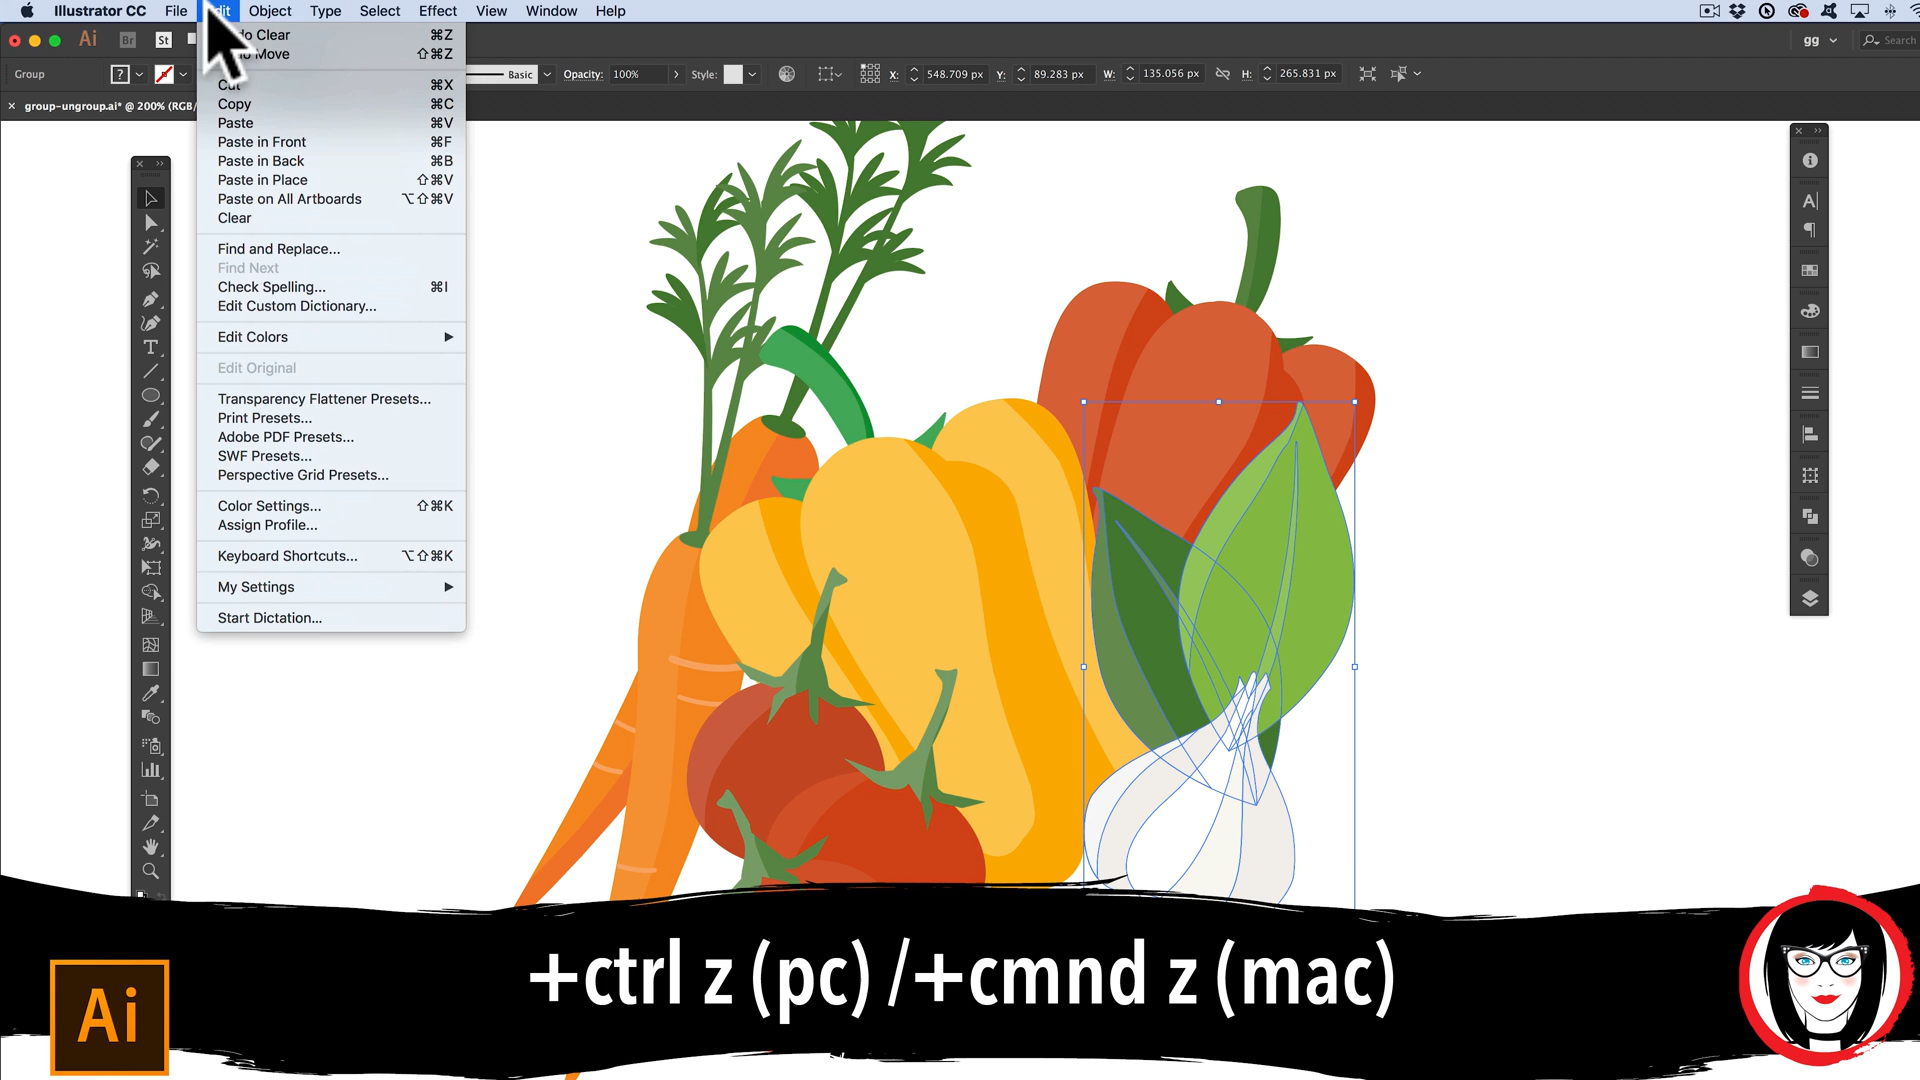 Illustrator CC File Object Type Select Effect View Window Help
Ai Br St gg Search
Clear ⌘Z
Move ⇧⌘Z
Group ? Basic Opacity: 100% Style: X: 548.709 px Y: 89.283 px W: 135.056 px H: 265.831 px
Cut ⌘X
group-ungroup.ai* @ 200% (RGB/
Copy ⌘C
Paste ⌘V
Paste in Front ⌘F
Paste in Back ⌘B
Paste in Place ⇧⌘V
Paste on All Artboards ⌥⇧⌘V
Clear
Find and Replace...
Find Next
Check Spelling... ⌘I
Edit Custom Dictionary...
Edit Colors
Edit Original
Transparency Flattener Presets...
Print Presets...
Adobe PDF Presets...
SWF Presets...
Perspective Grid Presets...
Color Settings... ⇧⌘K
Assign Profile...
Keyboard Shortcuts... ⌥⇧⌘K
My Settings
Start Dictation...
+ctrl z (pc) /+cmnd z (mac)
Ai